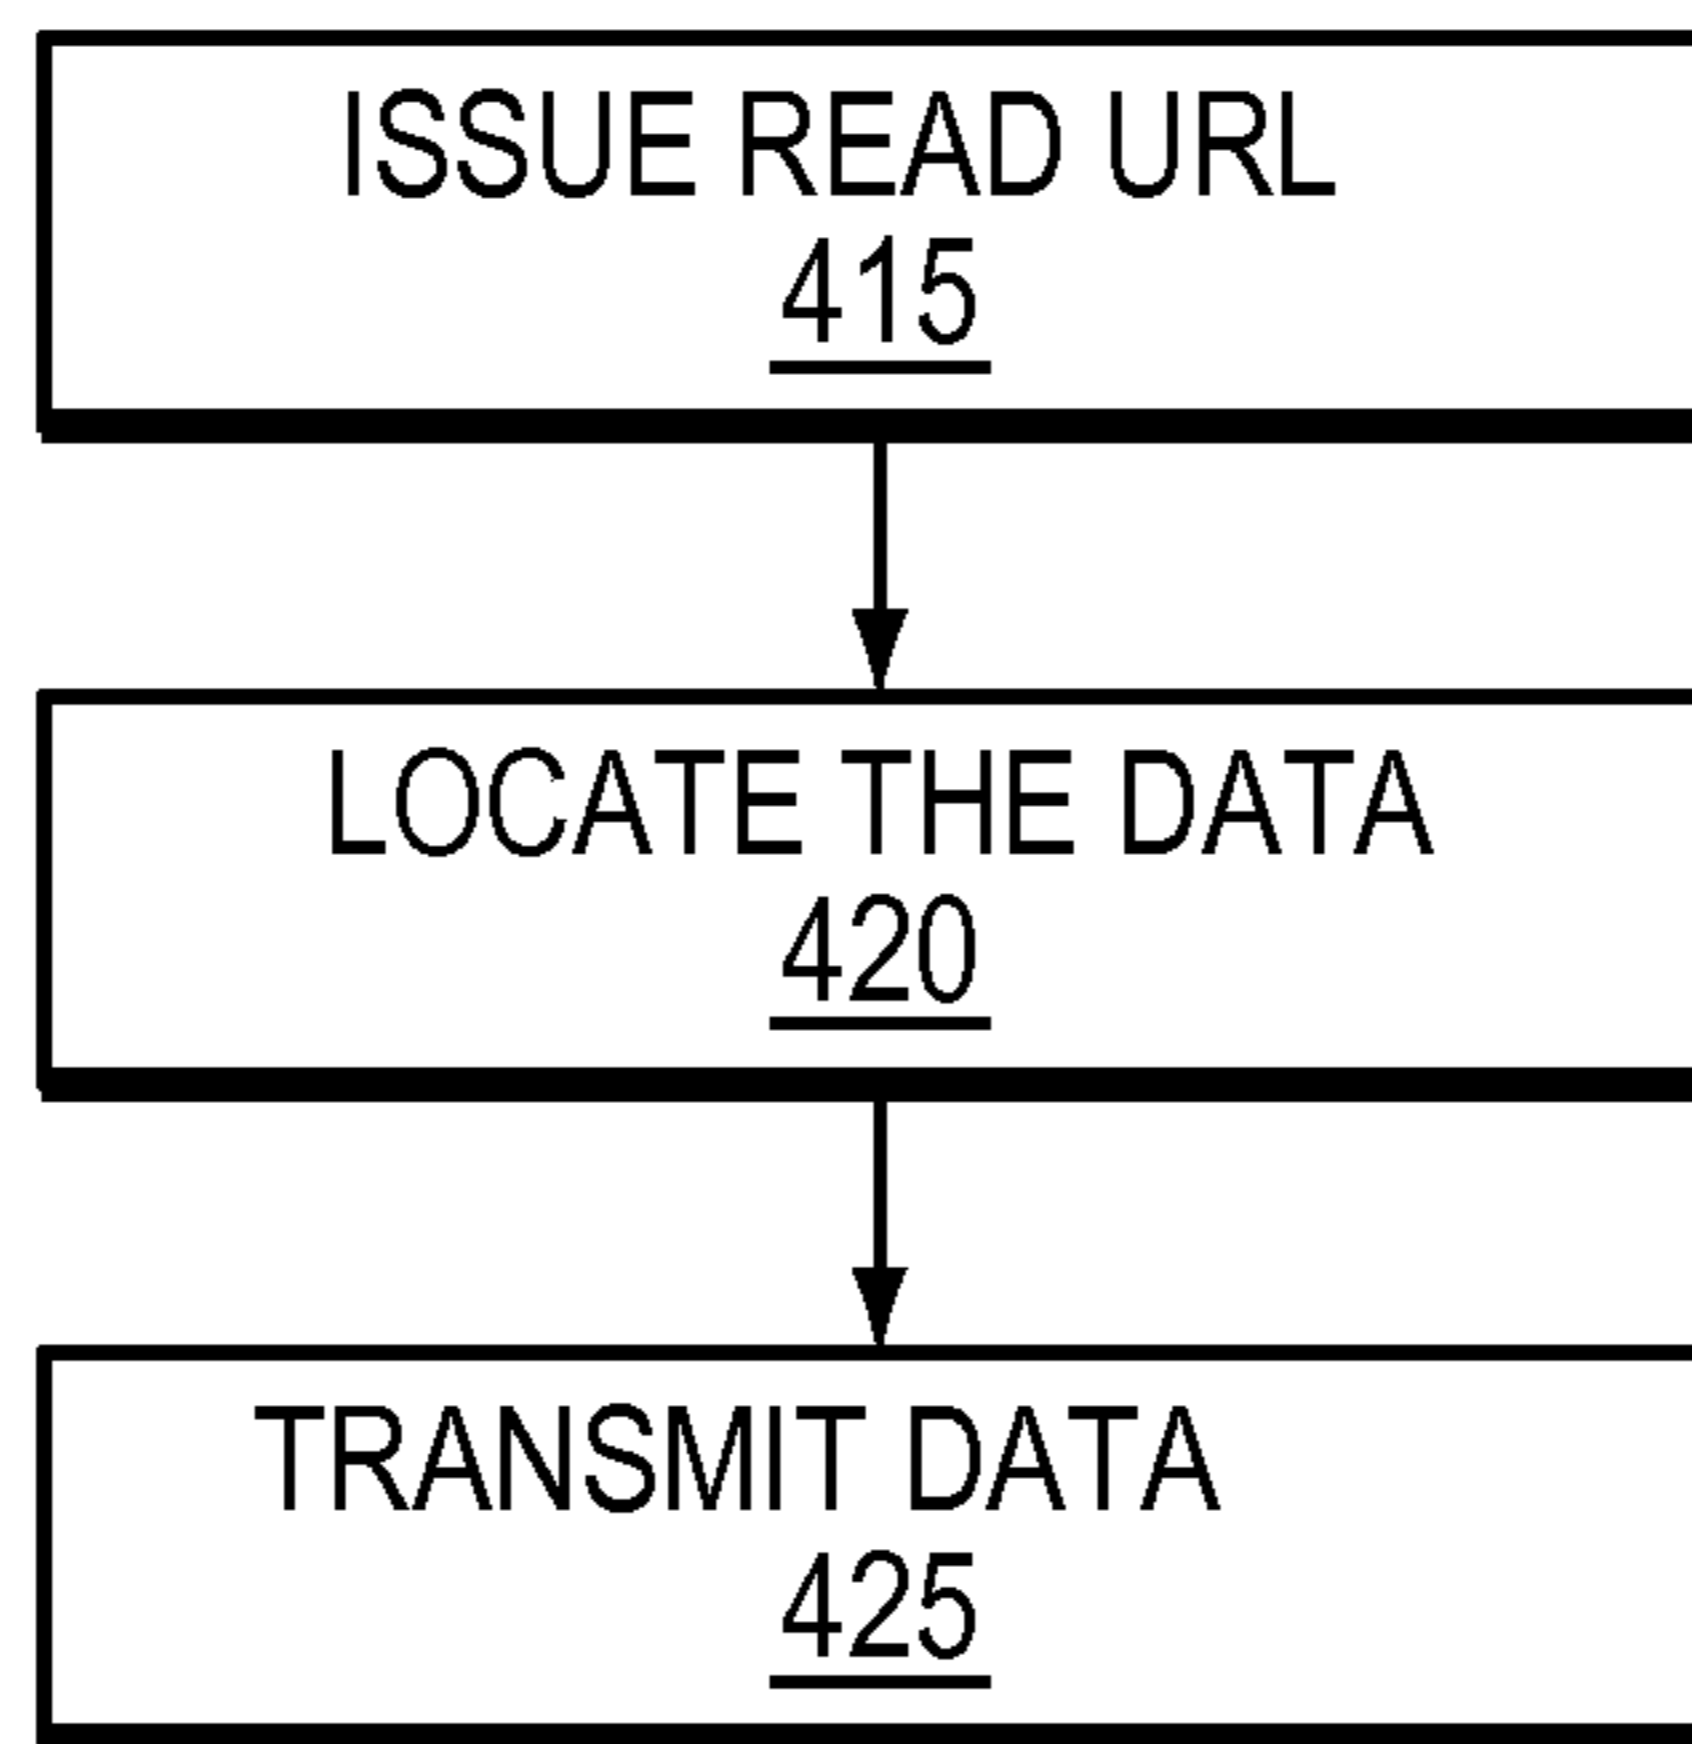 ISSUE READ URL
415
LOCATE THE DATA
420
TRANSMIT DATA
425